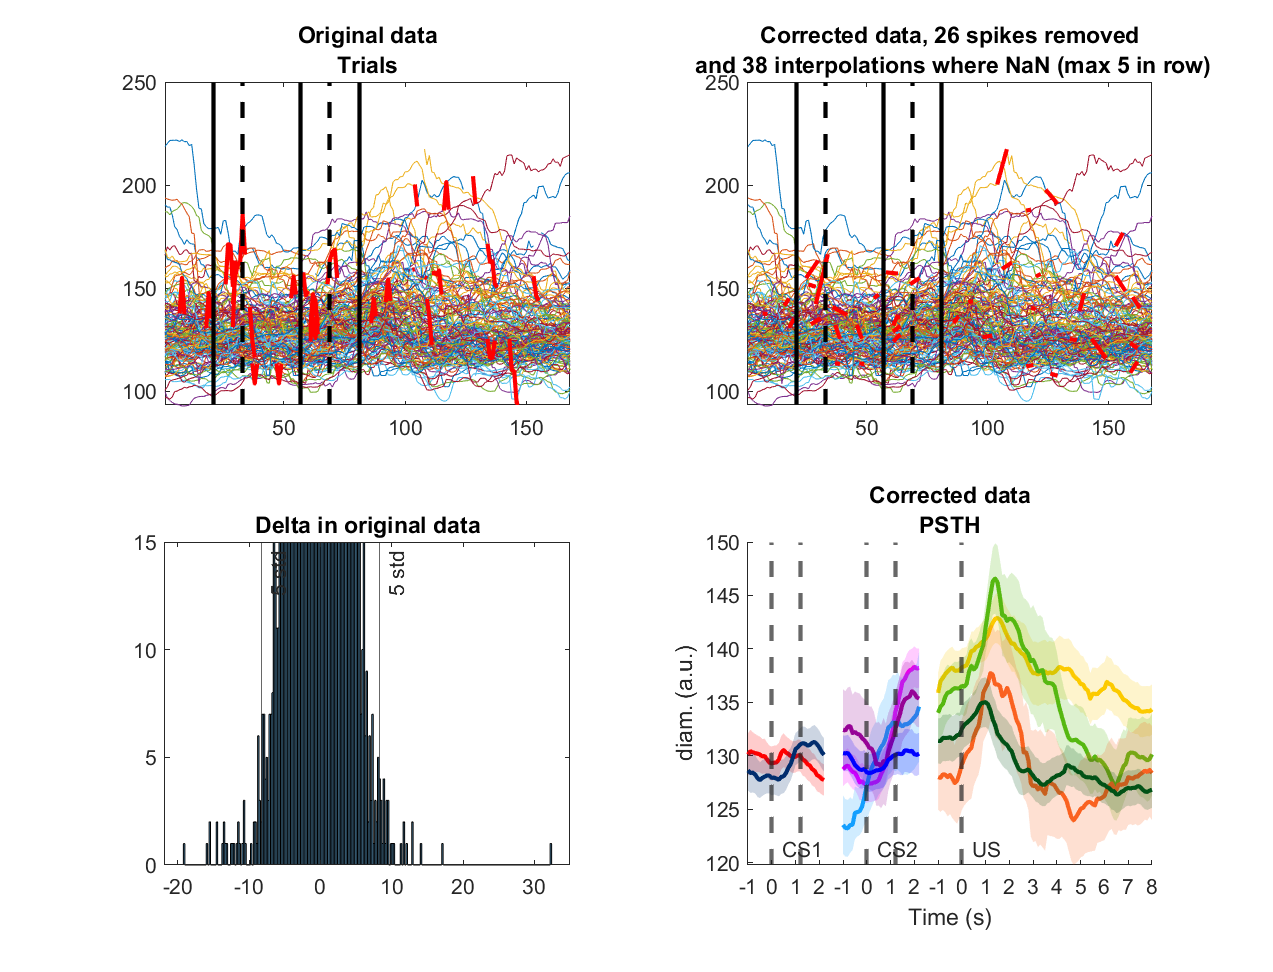 Original data
Trials
250
200
150
100
50
100
150
Corrected data, 26 spikes removed
and 38 interpolations where NaN (max 5 in row)
250
200
150
100
50
100
150
Delta in original data
15
10
5
0
5 std
5 std
-20
-10
0
10
20
30
Corrected data
PSTH
150
145
140
135
130
125
120
diam. (a.u.)
CS1
CS2
US
-1 0 1 2 -1 0 1 2 -1 0 1 2 3 4 5 6 7 8
Time (s)